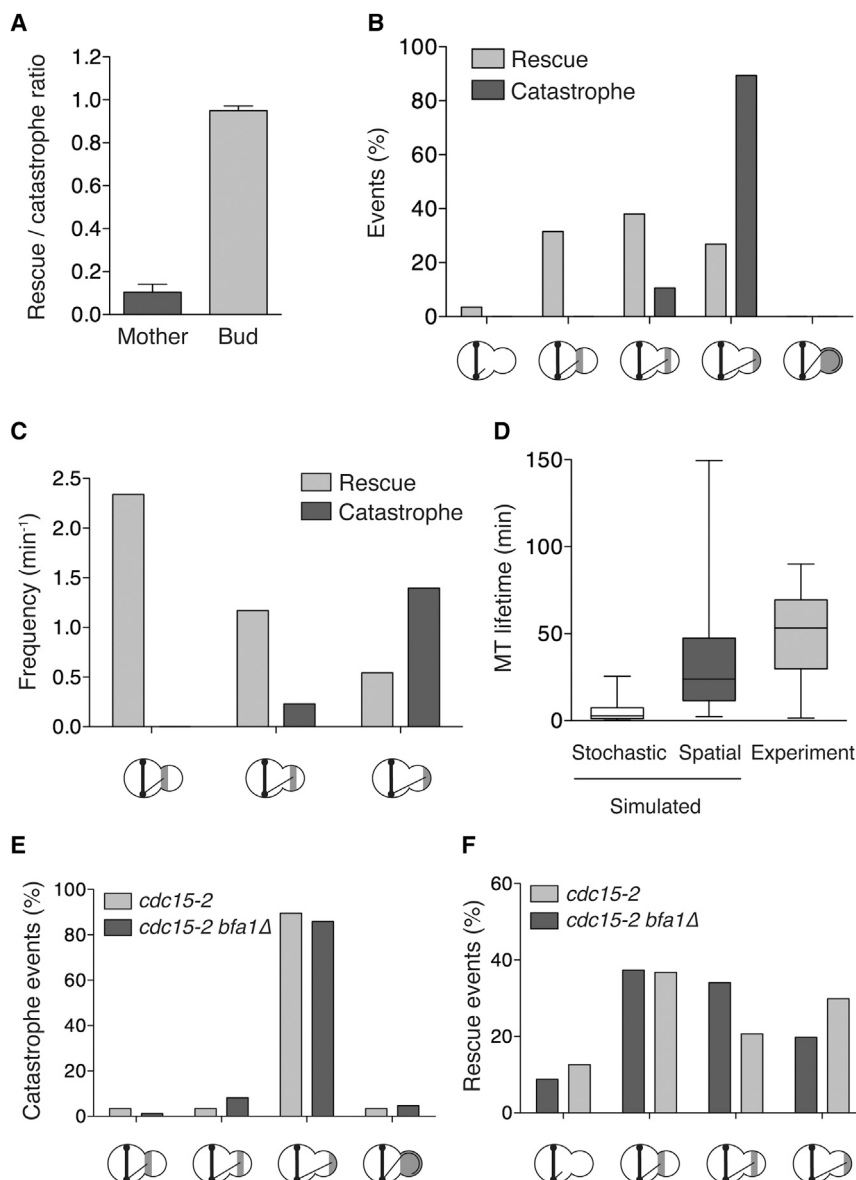 A
Rescue / catastrophe ratio
1.2
1.0
0.8
0.6
0.4
0.2
0.0
Mother Bud
B
Events (%)
100
80
60
40
20
0
Rescue
Catastrophe
C
Frequency (min-1)
2.5
2.0
1.5
1.0
0.5
0.0
Rescue
Catastrophe
D
MT lifetime (min)
150
100
50
0
Stochastic Spatial Experiment
Simulated
E
Catastrophe events (%)
100
80
60
40
20
0
cdc15-2
cdc15-2 bfa1Δ
F
Rescue events (%)
60
40
20
0
cdc15-2
cdc15-2 bfa1Δ